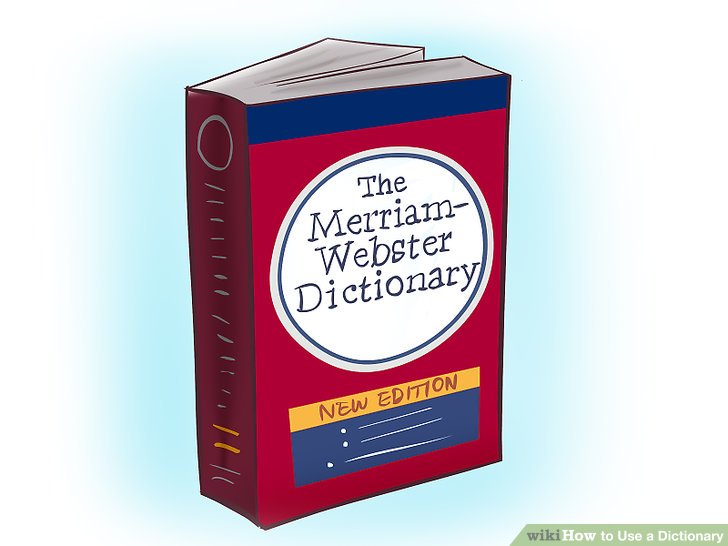 The
Merriam-
Webster
Dictionary
NEW EDITION
wikiHow to Use a Dictionary